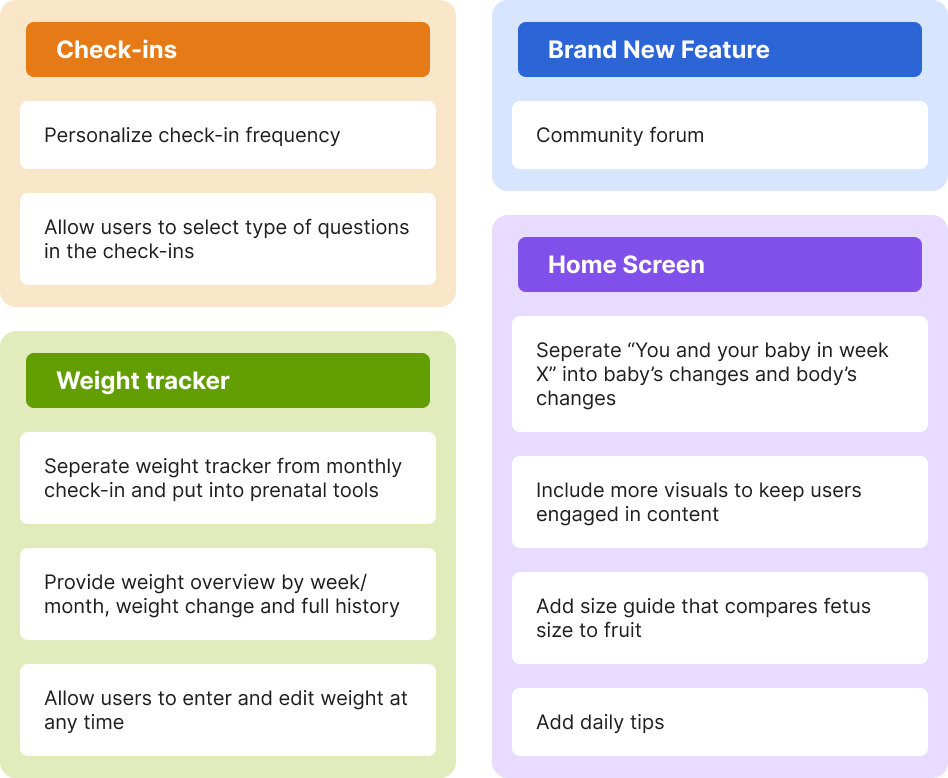 Check-ins
Personalize check-in frequency
Allow users to select type of questions
in the check-ins
Weight tracker
Seperate weight tracker from monthly
check-in and put into prenatal tools
Provide weight overview by week/
month, weight change and full history
Allow users to enter and edit weight at
any time
Brand New Feature
Community forum
Home Screen
Seperate “You and your baby in week
X” into baby’s changes and body’s
changes
Include more visuals to keep users
engaged in content
Add size guide that compares fetus
size to fruit
Add daily tips